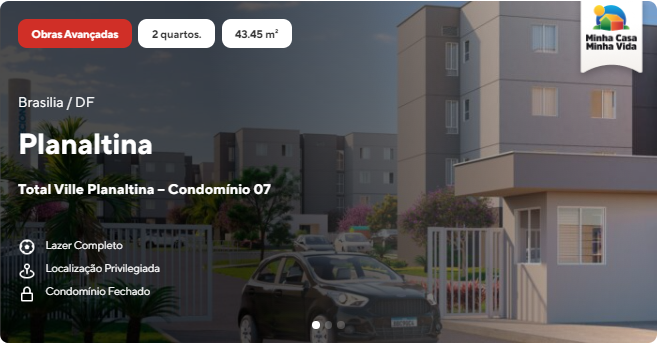 Obras Avançadas
2 quartos.
43.45 m²
Minha Casa
Minha Vida
Brasilia / DF
Planaltina
Total Ville Planaltina – Condomínio 07
Lazer Completo
Localização Privilegiada
Condomínio Fechado